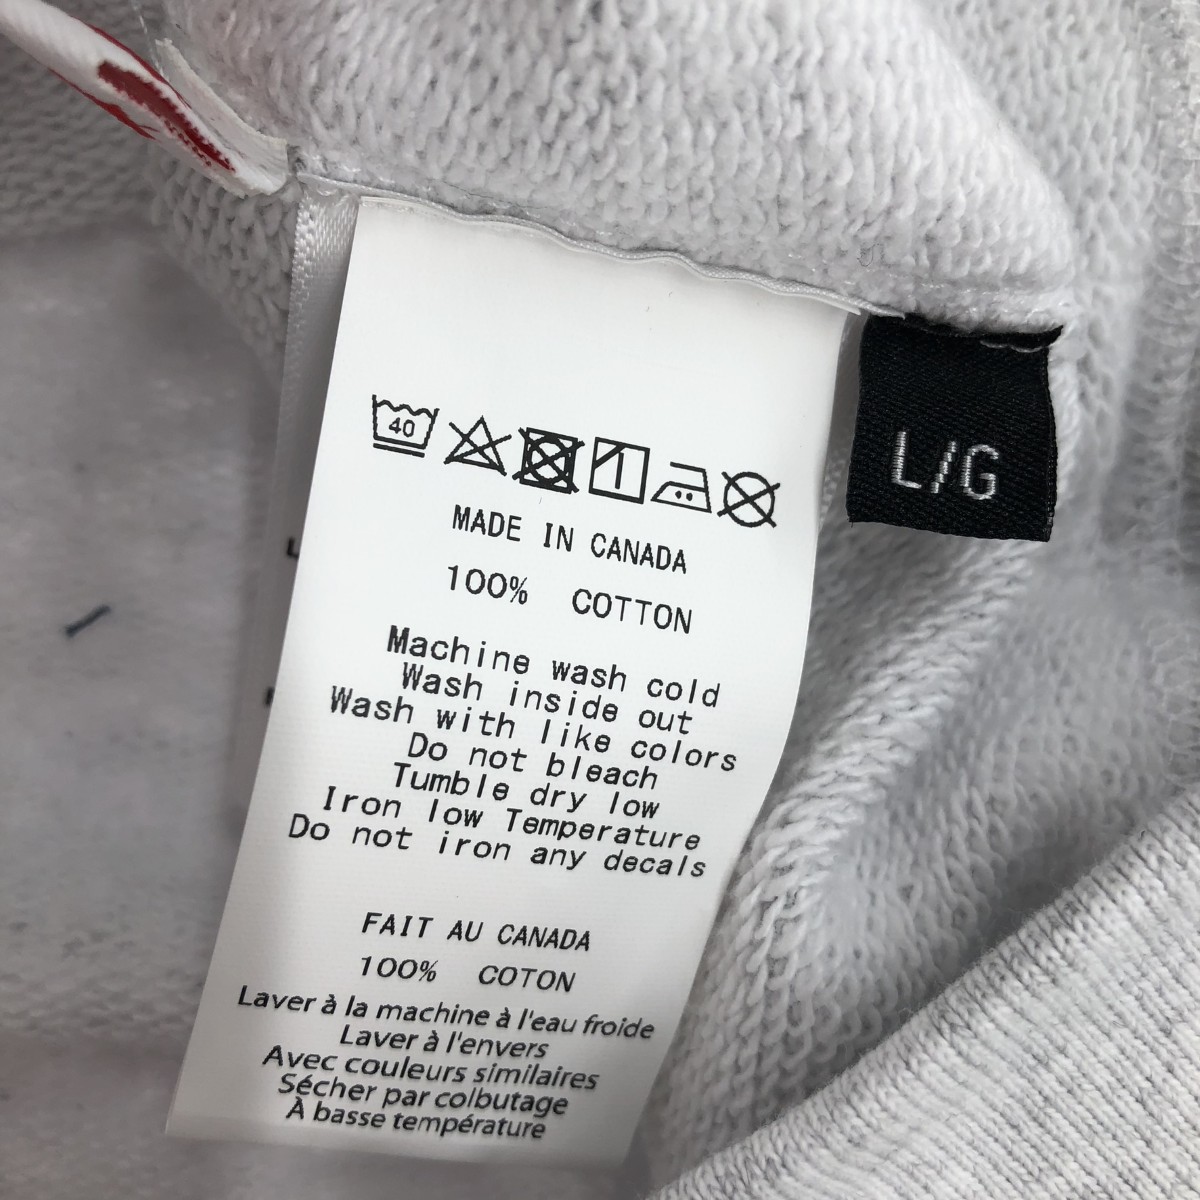 40
L/G
MADE IN CANADA
100% COTTON
Machine wash cold
Wash inside out
Wash with like colors
Do not bleach
Tumble dry low
Iron low Temperature
Do not iron any decals
FAIT AU CANADA
100% COTON
Laver à la machine à l'eau froide
Laver à l'envers
Avec couleurs similaires
Sécher par colbutage
À basse température